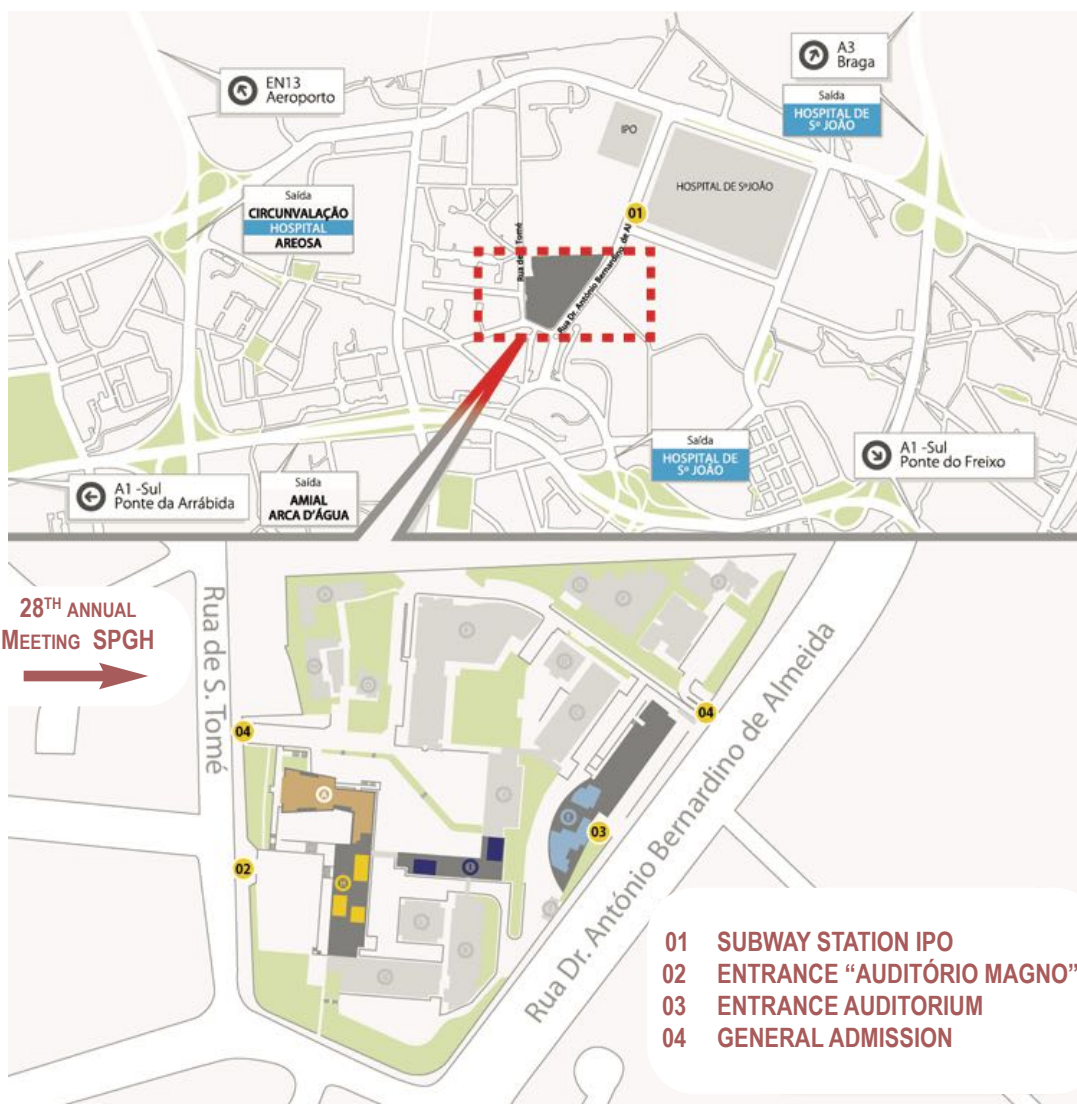 EN13
Aeroporto
A3
Braga
Saída
HOSPITAL DE
Sº JOÃO
IPO
HOSPITAL DE SºJOÃO
Saída
CIRCUNVALAÇÃO
HOSPITAL
AREOSA
01
Rua de Tomé
Rua Dr. António Bernardino de Al
Saída
HOSPITAL DE
Sº JOÃO
A1 -Sul
Ponte do Freixo
A1 -Sul
Ponte da Arrábida
Saída
AMIAL
ARCA D'ÁGUA
28TH ANNUAL
MEETING SPGH
Rua de S. Tomé
Rua Dr. António Bernardino de Almeida
04
04
A
03
02
01 SUBWAY STATION IPO
02 ENTRANCE “AUDITÓRIO MAGNO”
03 ENTRANCE AUDITORIUM
04 GENERAL ADMISSION